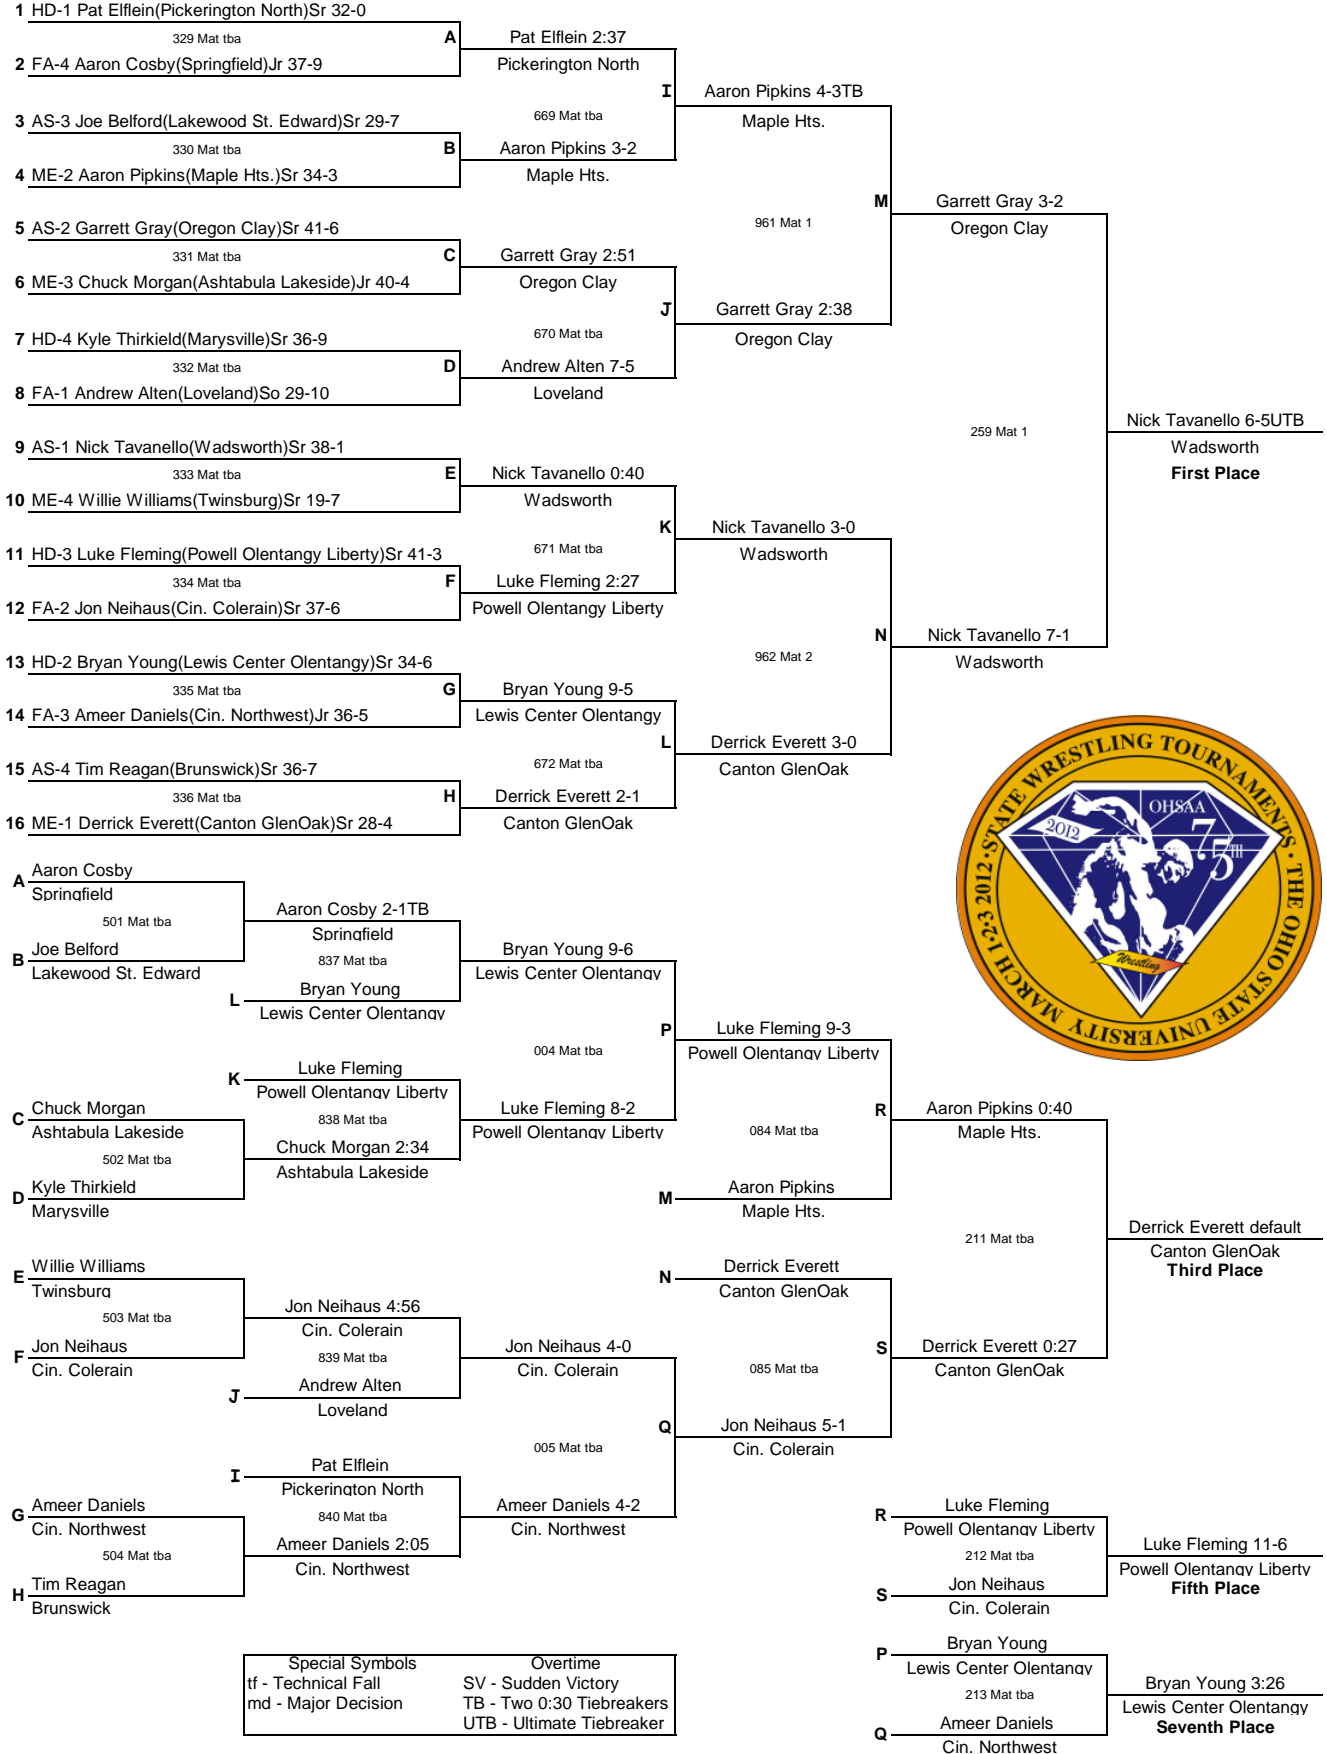 1 HD-1 Pat Elflein(Pickerington North)Sr 32-0
329 Mat tba
A
2 FA-4 Aaron Cosby(Springfield)Jr 37-9
Pat Elflein 2:37
Pickerington North
I
669 Mat tba
3 AS-3 Joe Belford(Lakewood St. Edward)Sr 29-7
330 Mat tba
B
4 ME-2 Aaron Pipkins(Maple Hts.)Sr 34-3
Aaron Pipkins 3-2
Maple Hts.
Aaron Pipkins 4-3TB
Maple Hts.
M
961 Mat 1
5 AS-2 Garrett Gray(Oregon Clay)Sr 41-6
331 Mat tba
C
6 ME-3 Chuck Morgan(Ashtabula Lakeside)Jr 40-4
Garrett Gray 2:51
Oregon Clay
J
670 Mat tba
7 HD-4 Kyle Thirkield(Marysville)Sr 36-9
332 Mat tba
D
8 FA-1 Andrew Alten(Loveland)So 29-10
Andrew Alten 7-5
Loveland
Garrett Gray 2:38
Oregon Clay
Garrett Gray 3-2
Oregon Clay
259 Mat 1
Nick Tavanello 6-5UTB
Wadsworth
First Place
9 AS-1 Nick Tavanello(Wadsworth)Sr 38-1
333 Mat tba
E
10 ME-4 Willie Williams(Twinsburg)Sr 19-7
Nick Tavanello 0:40
Wadsworth
K
671 Mat tba
11 HD-3 Luke Fleming(Powell Olentangy Liberty)Sr 41-3
334 Mat tba
F
12 FA-2 Jon Neihaus(Cin. Colerain)Sr 37-6
Luke Fleming 2:27
Powell Olentangy Liberty
Nick Tavanello 3-0
Wadsworth
N
962 Mat 2
Nick Tavanello 7-1
Wadsworth
13 HD-2 Bryan Young(Lewis Center Olentangy)Sr 34-6
335 Mat tba
G
14 FA-3 Ameer Daniels(Cin. Northwest)Jr 36-5
Bryan Young 9-5
Lewis Center Olentangy
L
672 Mat tba
15 AS-4 Tim Reagan(Brunswick)Sr 36-7
336 Mat tba
H
16 ME-1 Derrick Everett(Canton GlenOak)Sr 28-4
Derrick Everett 2-1
Canton GlenOak
Derrick Everett 3-0
Canton GlenOak
MARCH 1·2·3 2012 · STATE WRESTLING TOURNAMENTS · THE OHIO STATE UNIVERSITY
OHSAA
2012
75TH
Wrestling
A Aaron Cosby
Springfield
501 Mat tba
B Joe Belford
Lakewood St. Edward
Aaron Cosby 2-1TB
Springfield
837 Mat tba
L Bryan Young
Lewis Center Olentangy
Bryan Young 9-6
Lewis Center Olentangy
P
004 Mat tba
K Luke Fleming
Powell Olentangy Liberty
838 Mat tba
C Chuck Morgan
Ashtabula Lakeside
502 Mat tba
D Kyle Thirkield
Marysville
Chuck Morgan 2:34
Ashtabula Lakeside
Luke Fleming 8-2
Powell Olentangy Liberty
Luke Fleming 9-3
Powell Olentangy Liberty
R
084 Mat tba
M Aaron Pipkins
Maple Hts.
Aaron Pipkins 0:40
Maple Hts.
211 Mat tba
Derrick Everett default
Canton GlenOak
Third Place
E Willie Williams
Twinsburg
503 Mat tba
F Jon Neihaus
Cin. Colerain
Jon Neihaus 4:56
Cin. Colerain
839 Mat tba
J Andrew Alten
Loveland
Jon Neihaus 4-0
Cin. Colerain
Q
005 Mat tba
N Derrick Everett
Canton GlenOak
S
085 Mat tba
Derrick Everett 0:27
Canton GlenOak
Jon Neihaus 5-1
Cin. Colerain
I Pat Elflein
Pickerington North
840 Mat tba
G Ameer Daniels
Cin. Northwest
504 Mat tba
H Tim Reagan
Brunswick
Ameer Daniels 2:05
Cin. Northwest
Ameer Daniels 4-2
Cin. Northwest
R Luke Fleming
Powell Olentangy Liberty
212 Mat tba
S Jon Neihaus
Cin. Colerain
Luke Fleming 11-6
Powell Olentangy Liberty
Fifth Place
P Bryan Young
Lewis Center Olentangy
213 Mat tba
Q Ameer Daniels
Cin. Northwest
Bryan Young 3:26
Lewis Center Olentangy
Seventh Place
Special Symbols Overtime
tf - Technical Fall SV - Sudden Victory
md - Major Decision TB - Two 0:30 Tiebreakers
UTB - Ultimate Tiebreaker